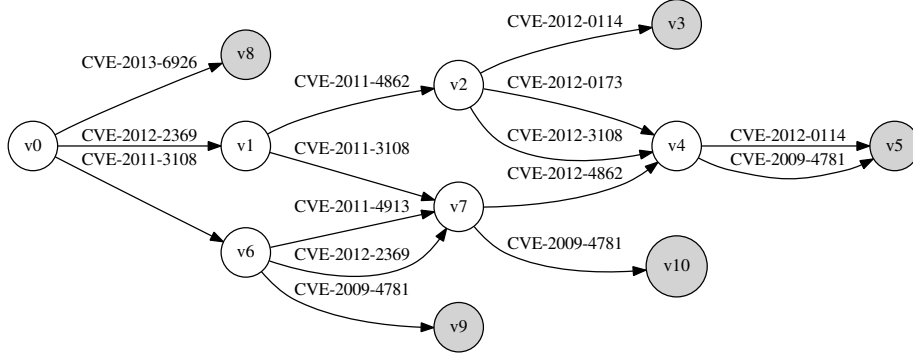 CVE-2012-0114
v3
v8
CVE-2013-6926
CVE-2011-4862
v2
CVE-2012-0173
v0
CVE-2012-2369
v1
CVE-2012-3108
v4
CVE-2012-0114
v5
CVE-2011-3108
CVE-2011-3108
CVE-2009-4781
CVE-2012-4862
CVE-2011-4913
v7
v6
CVE-2012-2369
CVE-2009-4781
v10
CVE-2009-4781
v9